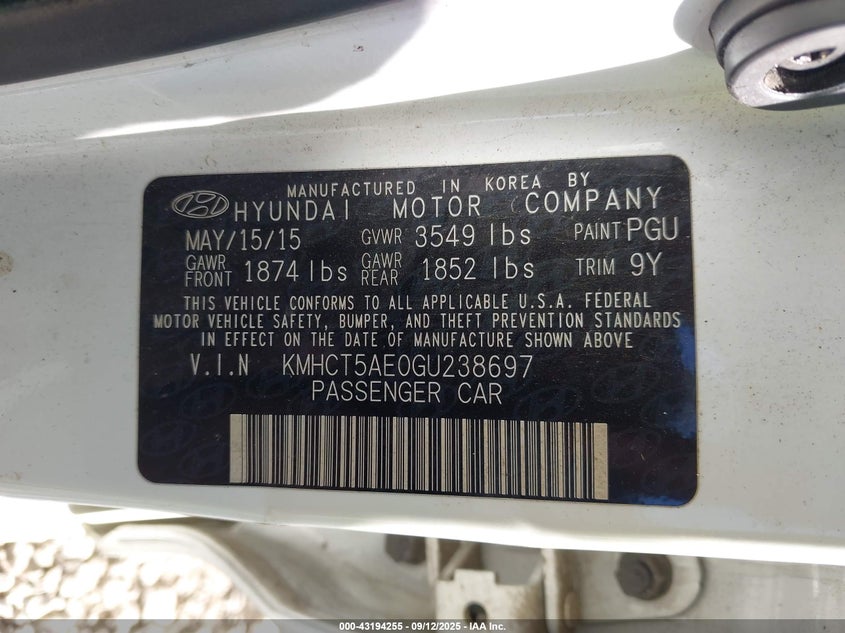 MANUFACTURED IN KOREA BY
HYUNDAI MOTOR COMPANY
MAY/15/15 GVWR 3549 lbs PAINT PGU
GAWR FRONT 1874 lbs GAWR REAR 1852 lbs TRIM 9Y
THIS VEHICLE CONFORMS TO ALL APPLICABLE U.S.A. FEDERAL
MOTOR VEHICLE SAFETY, BUMPER, AND THEFT PREVENTION STANDARDS
IN EFFECT ON THE DATE OF MANUFACTURE SHOWN ABOVE
V.I.N KMHCT5AE0GU238697
PASSENGER CAR
000-43194255 - 09/12/2025 - IAA Inc.